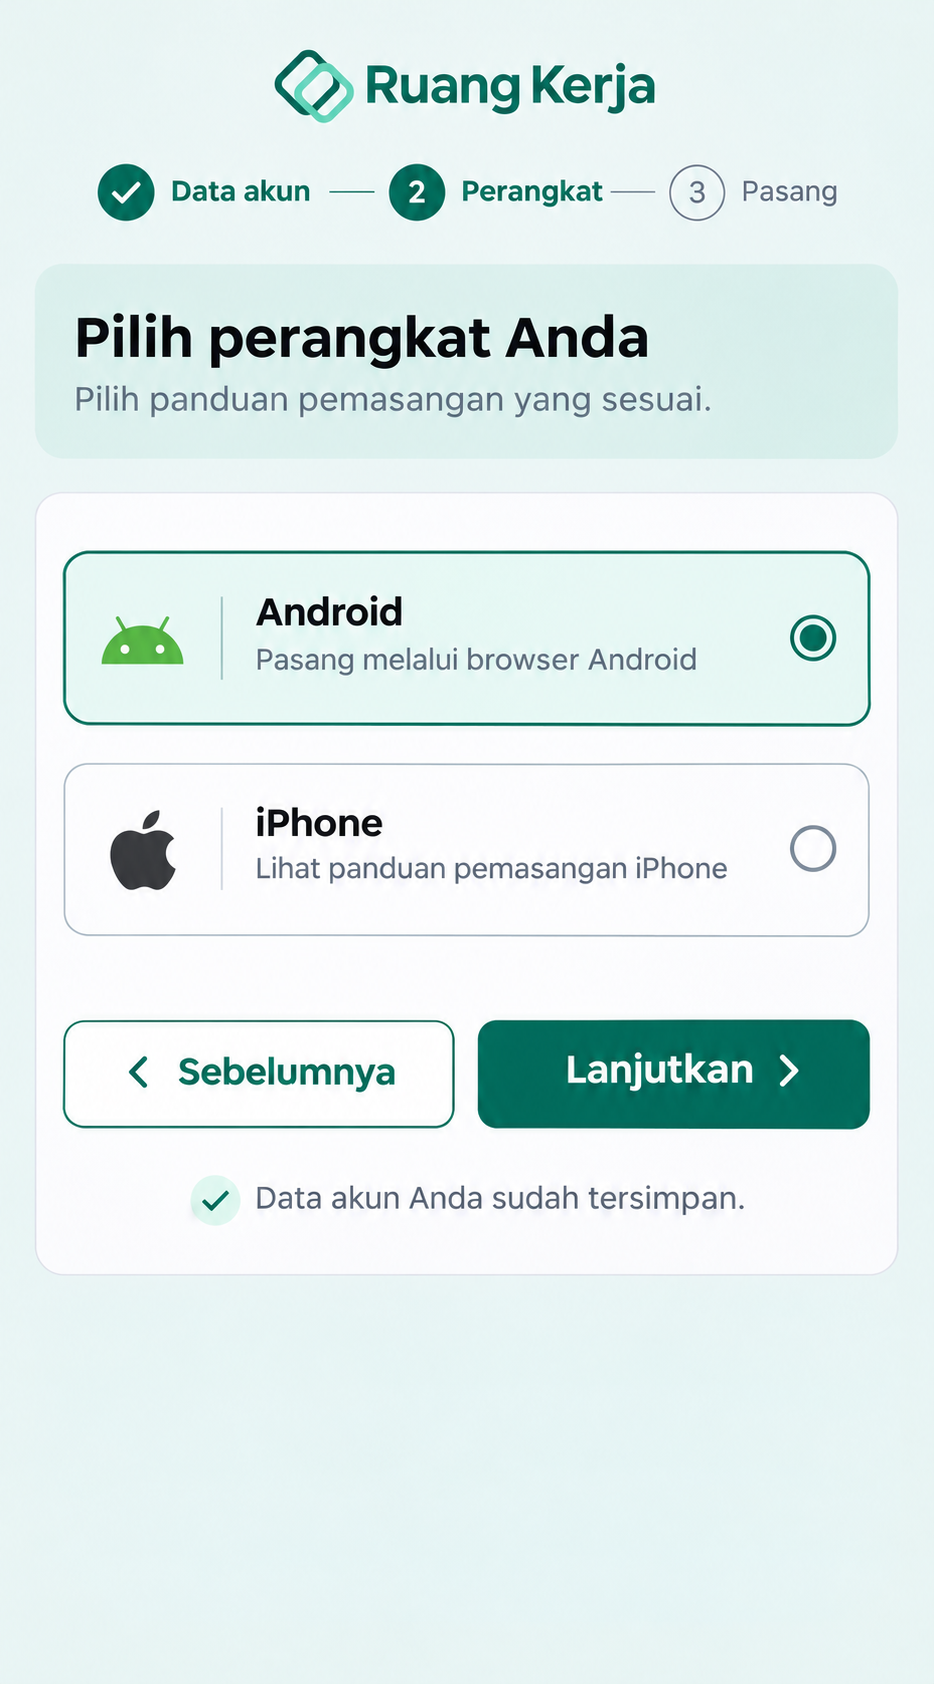 Ruang Kerja
Data akun 2 Perangkat 3 Pasang
Pilih perangkat Anda
Pilih panduan pemasangan yang sesuai.
Android
Pasang melalui browser Android
iPhone
Lihat panduan pemasangan iPhone
Sebelumnya
Lanjutkan
Data akun Anda sudah tersimpan.